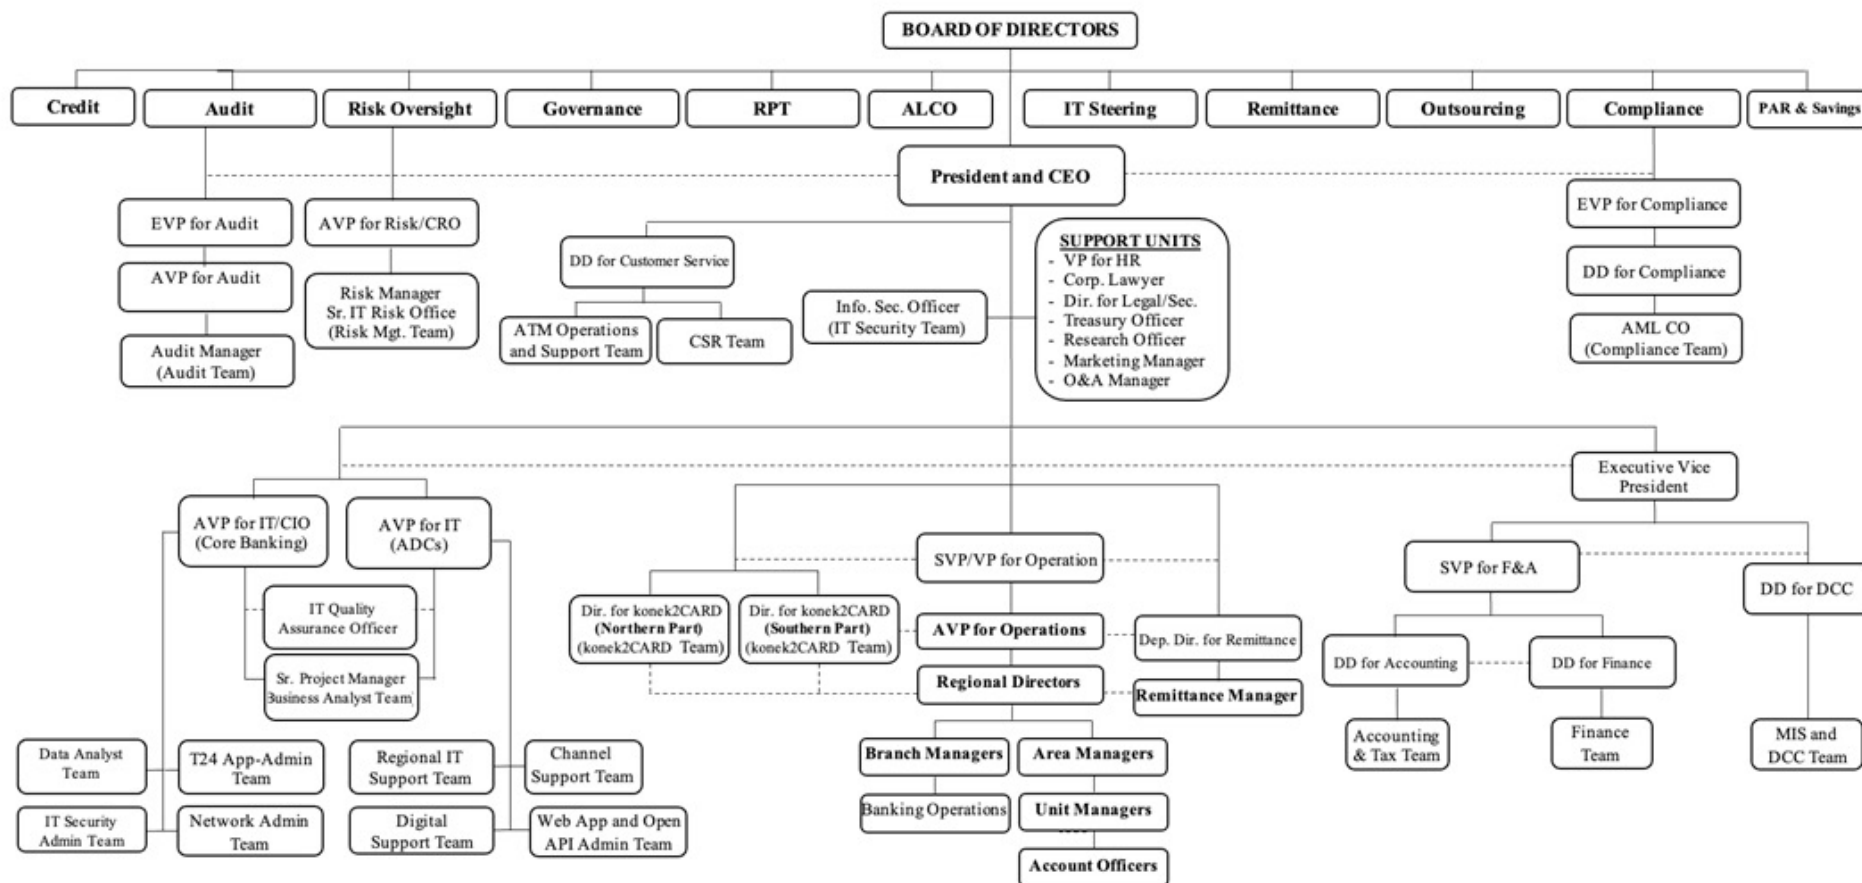 BOARD OF DIRECTORS
Credit
Audit
Risk Oversight
Governance
RPT
ALCO
IT Steering
Remittance
Outsourcing
Compliance
PAR & Savings
President and CEO
EVP for Audit
AVP for Risk/CRO
EVP for Compliance
DD for Customer Service
SUPPORT UNITS
- VP for HR
- Corp. Lawyer
- Dir. for Legal/Sec.
- Treasury Officer
- Research Officer
- Marketing Manager
- O&A Manager
AVP for Audit
Risk Manager
Sr. IT Risk Office
(Risk Mgt. Team)
DD for Compliance
Info. Sec. Officer
(IT Security Team)
ATM Operations
and Support Team
CSR Team
Audit Manager
(Audit Team)
AML CO
(Compliance Team)
Executive Vice
President
AVP for IT/CIO
(Core Banking)
AVP for IT
(ADCs)
SVP/VP for Operation
SVP for F&A
DD for DCC
IT Quality
Assurance Officer
Dir. for konek2CARD
(Northern Part)
(konek2CARD Team)
Dir. for konek2CARD
(Southern Part)
(konek2CARD Team)
AVP for Operations
Dep. Dir. for Remittance
DD for Accounting
DD for Finance
Sr. Project Manager
Business Analyst Team
Regional Directors
Remittance Manager
Data Analyst
Team
T24 App-Admin
Team
Regional IT
Support Team
Channel
Support Team
Branch Managers
Area Managers
Accounting
& Tax Team
Finance
Team
MIS and
DCC Team
IT Security
Admin Team
Network Admin
Team
Digital
Support Team
Web App and Open
API Admin Team
Banking Operations
Unit Managers
Account Officers